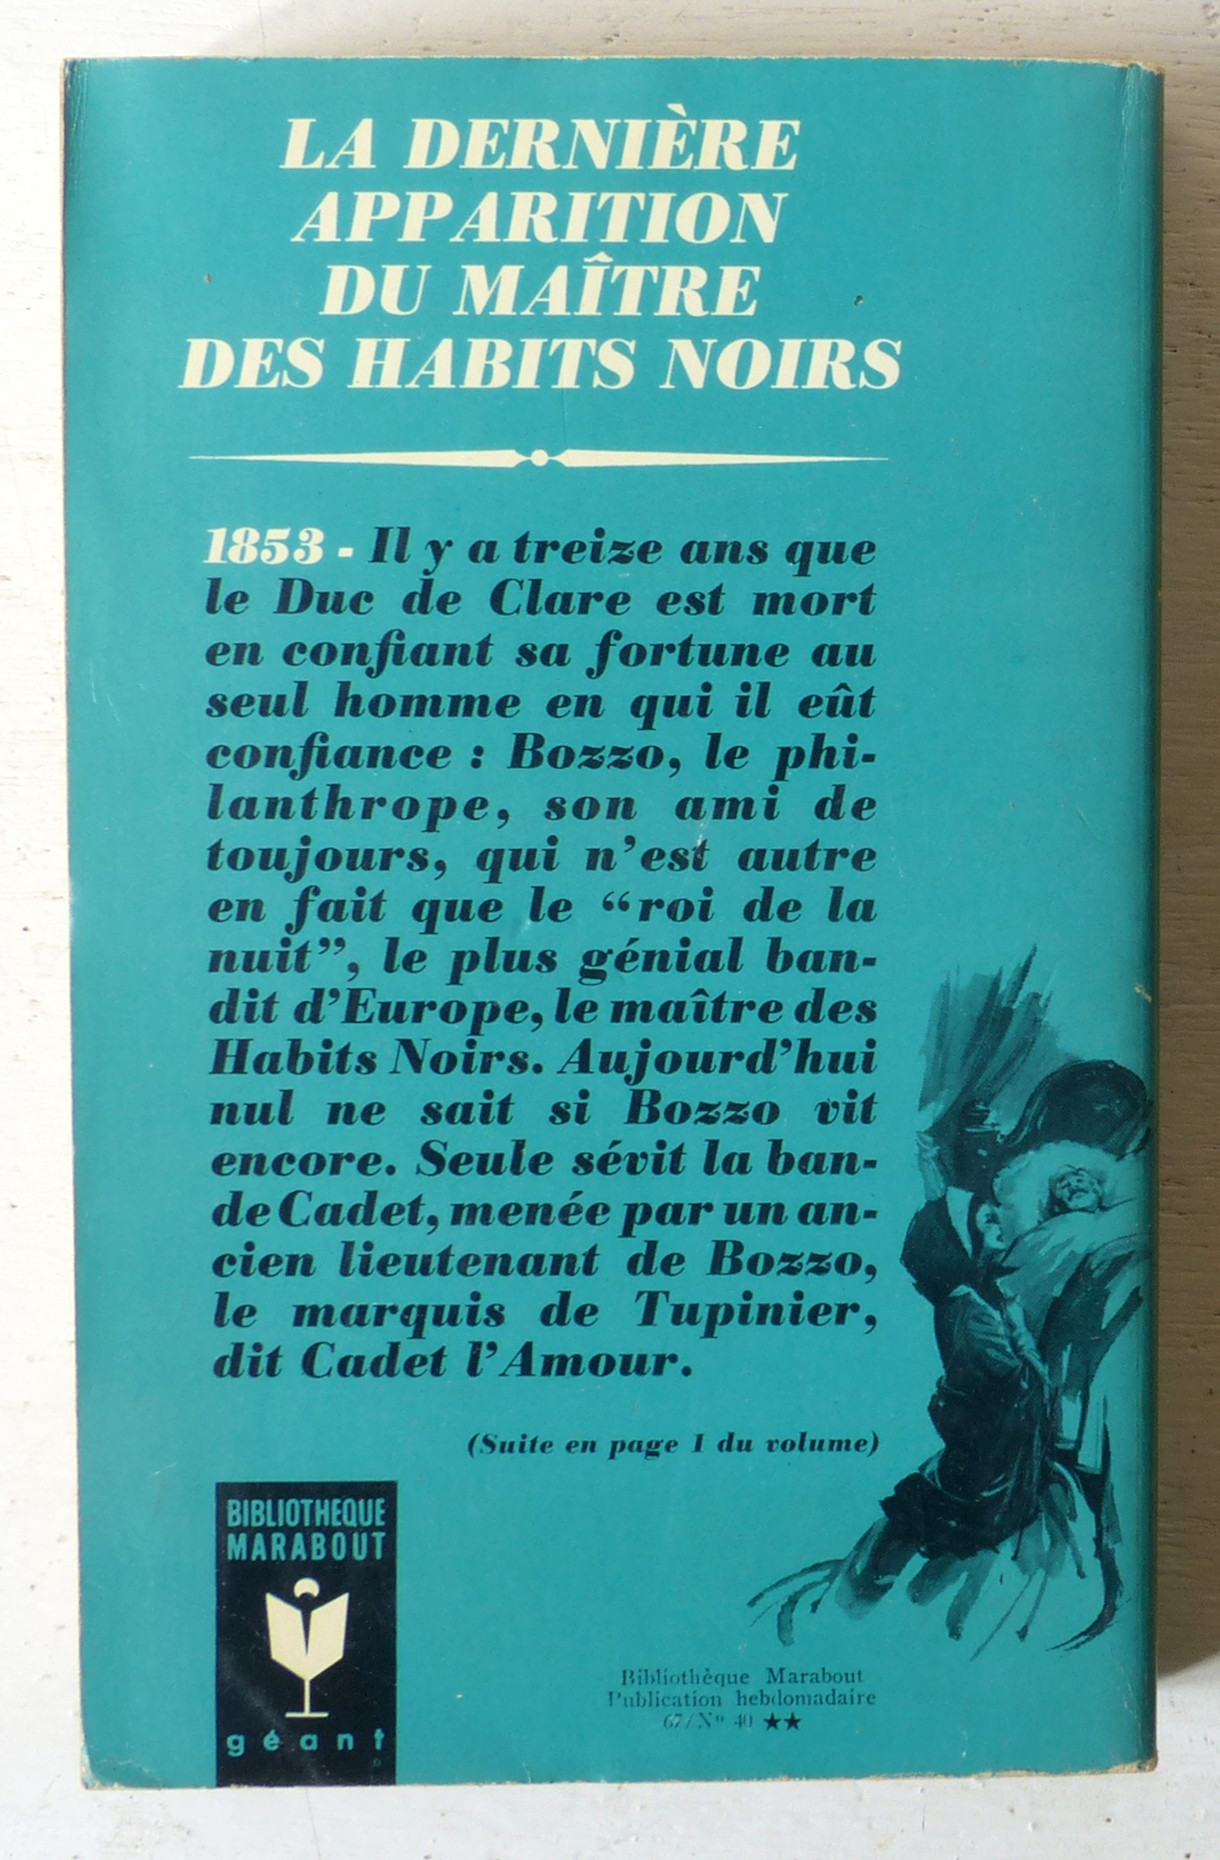 LA DERNIÈRE
APPARITION
DU MAÎTRE
DES HABITS NOIRS
1853 - Il y a treize ans que
le Duc de Clare est mort
en confiant sa fortune au
seul homme en qui il eût
confiance : Bozzo, le phi-
lanthrope, son ami de
toujours, qui n'est autre
en fait que le “roi de la
nuit”, le plus génial ban-
dit d'Europe, le maître des
Habits Noirs. Aujourd'hui
nul ne sait si Bozzo vit
encore. Seule sévit la ban-
de Cadet, menée par un an-
cien lieutenant de Bozzo,
le marquis de Tupinier,
dit Cadet l'Amour.
(Suite en page 1 du volume)
BIBLIOTHEQUE
MARABOUT
géant
Bibliothèque Marabout
Publication hebdomadaire
67/Nº 40 ★★